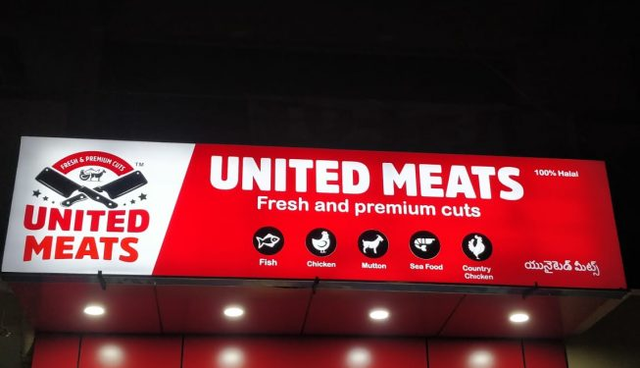 FRESH & PREMIUM CUTS
TM
UNITED
MEATS
UNITED MEATS
100% Halal
Fresh and premium cuts
Fish
Chicken
Mutton
Sea Food
Country
Chicken
యునైటెడ్ మీట్స్